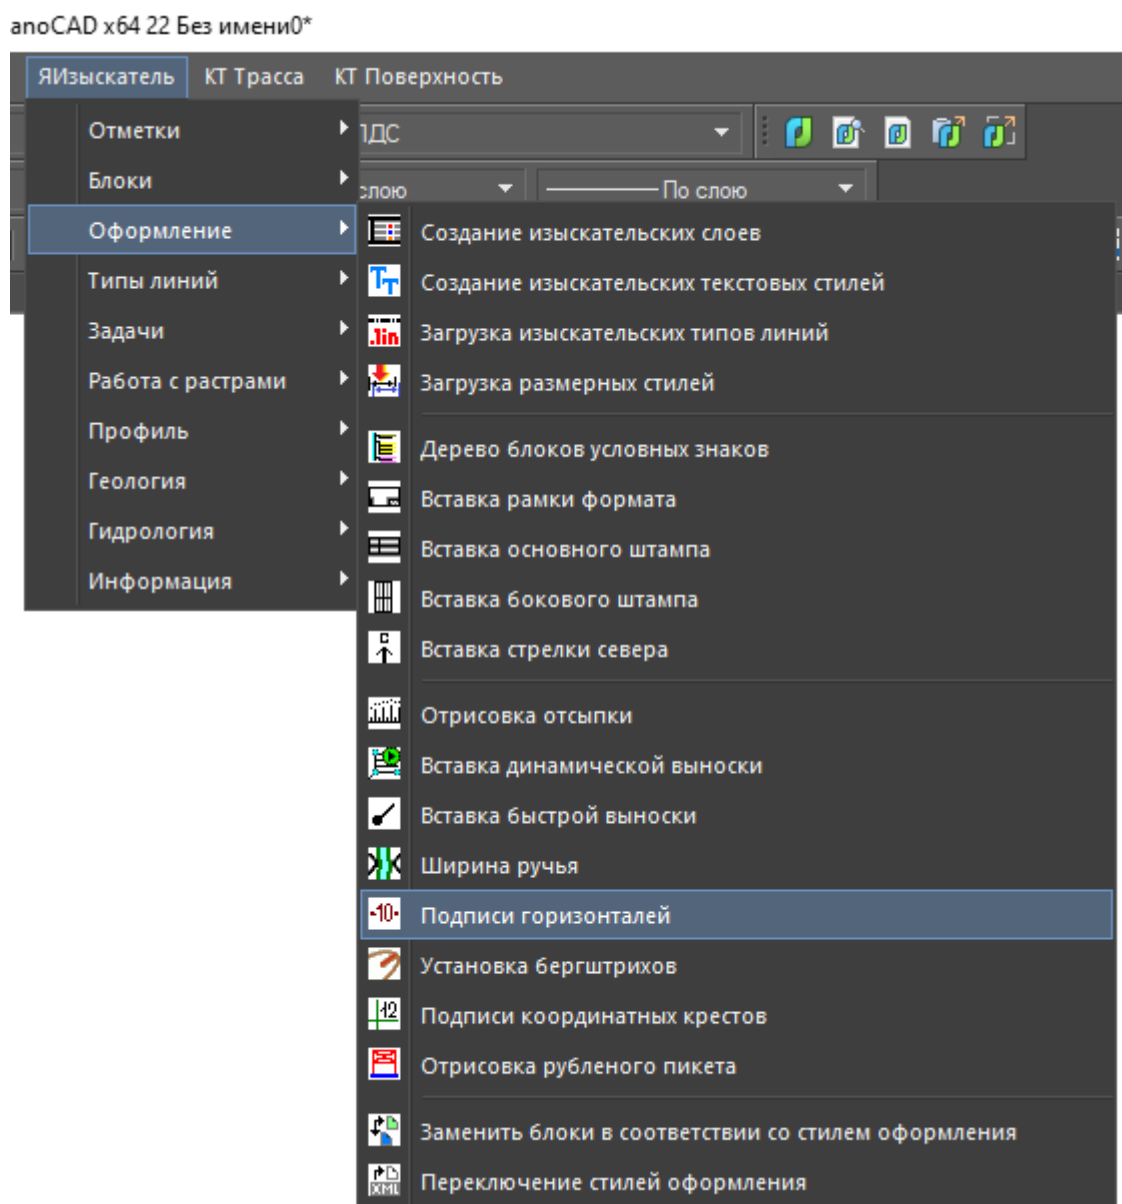 anoCAD x64 22 Без имени0*
ЯИзыскатель КТ Трасса КТ Поверхность
Отметки
ПДС
Блоки
слою
По слою
Оформление
Типы линий
Задачи
Работа с растрами
Профиль
Геология
Гидрология
Информация
Создание изыскательских слоев
Создание изыскательских текстовых стилей
.lin
Загрузка изыскательских типов линий
Загрузка размерных стилей
Дерево блоков условных знаков
Вставка рамки формата
Вставка основного штампа
Вставка бокового штампа
С
Вставка стрелки севера
Отрисовка отсыпки
Вставка динамической выноски
Вставка быстрой выноски
Ширина ручья
-10-
Подписи горизонталей
Установка бергштрихов
12
Подписи координатных крестов
Отрисовка рубленого пикета
Заменить блоки в соответствии со стилем оформления
XML
Переключение стилей оформления